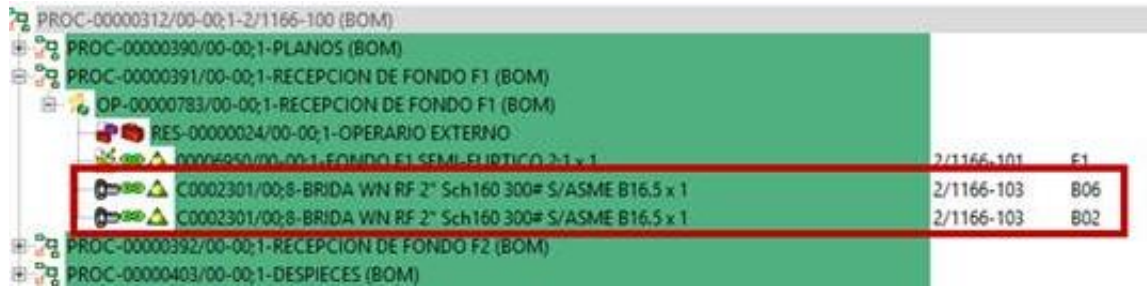 PROC-00000312/00-00;1-2/1166-100 (BOM)
PROC-00000390/00-00;1-PLANOS (BOM)
PROC-00000391/00-00;1-RECEPCION DE FONDO F1 (BOM)
OP-00000783/00-00;1-RECEPCION DE FONDO F1 (BOM)
RES-00000024/00-00;1-OPERARIO EXTERNO
00006950/00-00;1-FONDO F1 SEMI-ELIPTICO 2:1 x 1 2/1166-101 F1
C0002301/00;8-BRIDA WN RF 2" Sch160 300# S/ASME B16.5 x 1 2/1166-103 B06
C0002301/00;8-BRIDA WN RF 2" Sch160 300# S/ASME B16.5 x 1 2/1166-103 B02
PROC-00000392/00-00;1-RECEPCION DE FONDO F2 (BOM)
PROC-00000403/00-00;1-DESPIECES (BOM)